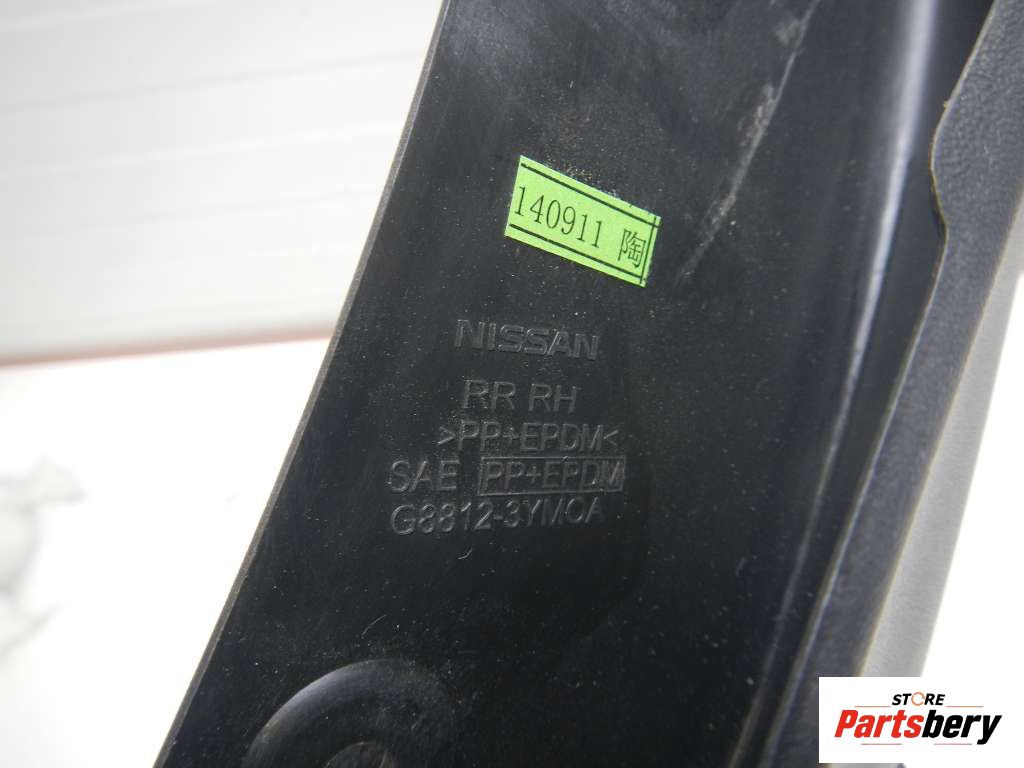 140911 陶
NISSAN
RR RH
>PP+EPDM<
SAE PP+EPDM
G8812-3YM0A
STORE
Partsbery